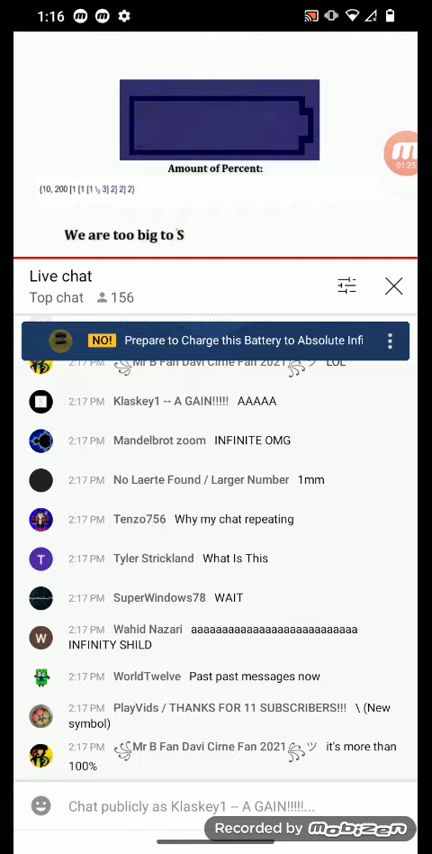 1:16
01:25
Amount of Percent:
{10, 200 [1 [1 [1 \₃ 3] 2] 2] 2}
We are too big to S
Live chat
Top chat 156
NO! Prepare to Charge this Battery to Absolute Infi
Mr B Fan Davi Cirne Fan 2021 ツ LOL
2:17 PM Klaskey1 -- A GAIN!!!!! AAAAA
2:17 PM Mandelbrot zoom INFINITE OMG
2:17 PM No Laerte Found / Larger Number 1mm
2:17 PM Tenzo756 Why my chat repeating
T 2:17 PM Tyler Strickland What Is This
2:17 PM SuperWindows78 WAIT
W 2:17 PM Wahid Nazari aaaaaaaaaaaaaaaaaaaaaaaaaaa
INFINITY SHILD
2:17 PM WorldTwelve Past past messages now
2:17 PM PlayVids / THANKS FOR 11 SUBSCRIBERS!!! \ (New
symbol)
2:17 PM ꧁Mr B Fan Davi Cirne Fan 2021꧂ツ it's more than
100%
Chat publicly as Klaskey1 -- A GAIN!!!!!...
Recorded by mobizen